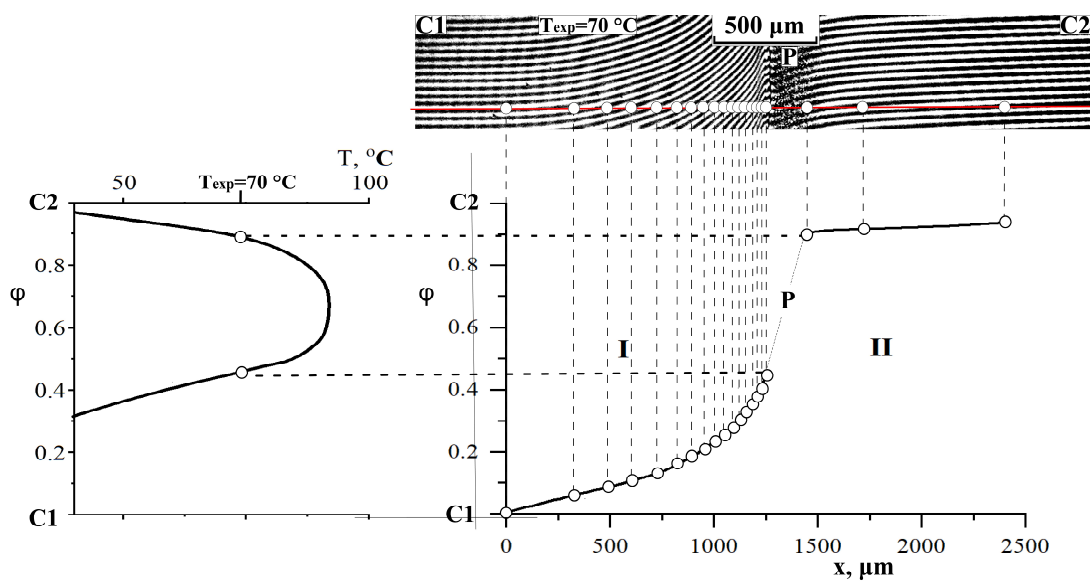 C1 Texp=70 °C 500 µm C2
P
T, °C
50 Texp=70 °C 100
C2 C2
0.8 0.8
φ φ
0.6 P 0.6
I II
0.4 0.4
0.2 0.2
C1 C1
0 500 1000 1500 2000 2500
x, µm